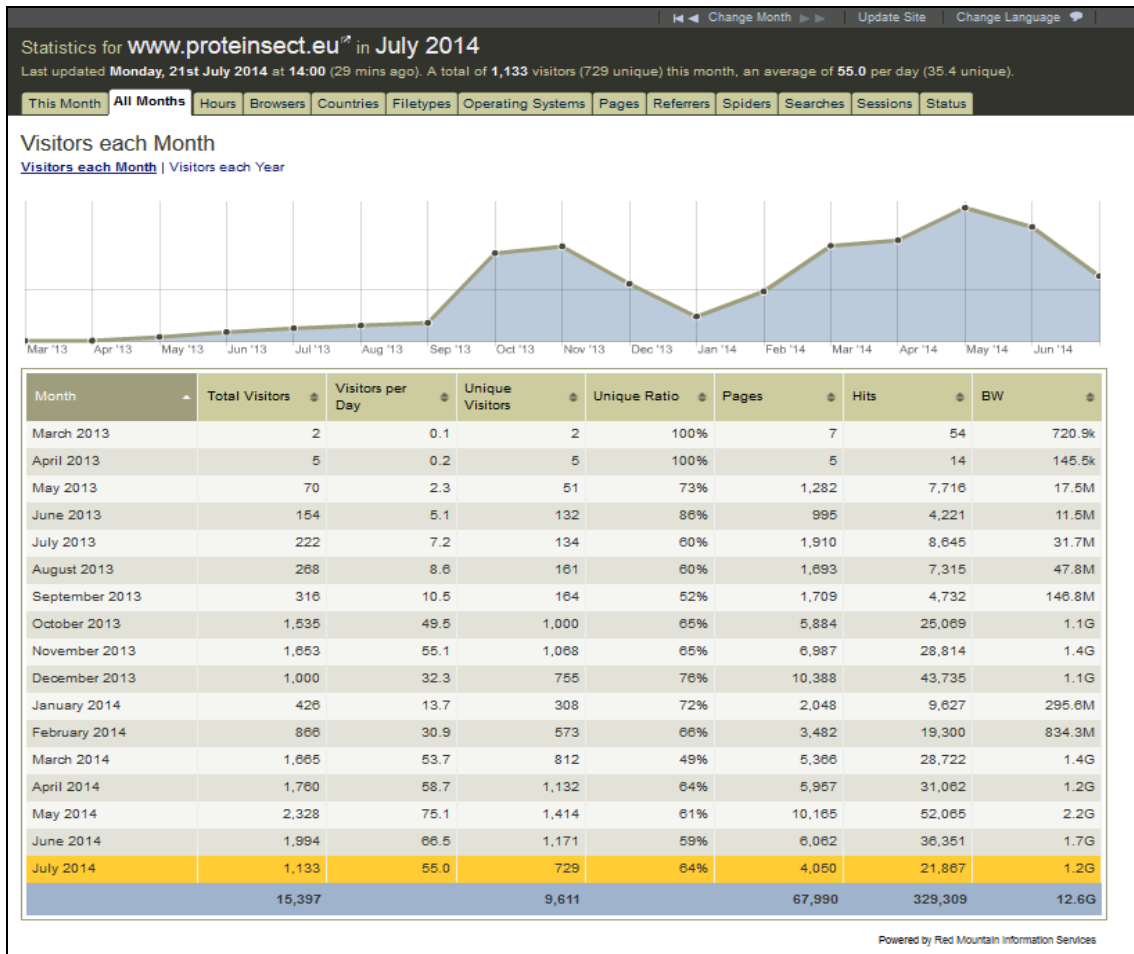 Change Month Update Site Change Language
Statistics for www.proteinsect.eu in July 2014
Last updated Monday, 21st July 2014 at 14:00 (29 mins ago). A total of 1,133 visitors (729 unique) this month, an average of 55.0 per day (35.4 unique).
This Month All Months Hours Browsers Countries Filetypes Operating Systems Pages Referrers Spiders Searches Sessions Status
Visitors each Month
Visitors each Month | Visitors each Year
Mar '13 Apr '13 May '13 Jun '13 Jul '13 Aug '13 Sep '13 Oct '13 Nov '13 Dec '13 Jan '14 Feb '14 Mar '14 Apr '14 May '14 Jun '14
Month Total Visitors Visitors per Day Unique Visitors Unique Ratio Pages Hits BW
March 2013 2 0.1 2 100% 7 54 720.9k
April 2013 5 0.2 5 100% 5 14 145.5k
May 2013 70 2.3 51 73% 1,282 7,716 17.5M
June 2013 154 5.1 132 86% 995 4,221 11.5M
July 2013 222 7.2 134 60% 1,910 8,645 31.7M
August 2013 268 8.6 161 60% 1,693 7,315 47.8M
September 2013 316 10.5 164 52% 1,709 4,732 146.8M
October 2013 1,535 49.5 1,000 65% 5,884 25,069 1.1G
November 2013 1,653 55.1 1,068 65% 6,987 28,814 1.4G
December 2013 1,000 32.3 755 76% 10,388 43,735 1.1G
January 2014 426 13.7 308 72% 2,048 9,627 295.6M
February 2014 866 30.9 573 66% 3,482 19,300 834.3M
March 2014 1,665 53.7 812 49% 5,366 28,722 1.4G
April 2014 1,760 58.7 1,132 64% 5,957 31,062 1.2G
May 2014 2,328 75.1 1,414 61% 10,165 52,065 2.2G
June 2014 1,994 66.5 1,171 59% 6,062 36,351 1.7G
July 2014 1,133 55.0 729 64% 4,050 21,867 1.2G
15,397 9,611 67,990 329,309 12.6G
Powered by Red Mountain Information Services